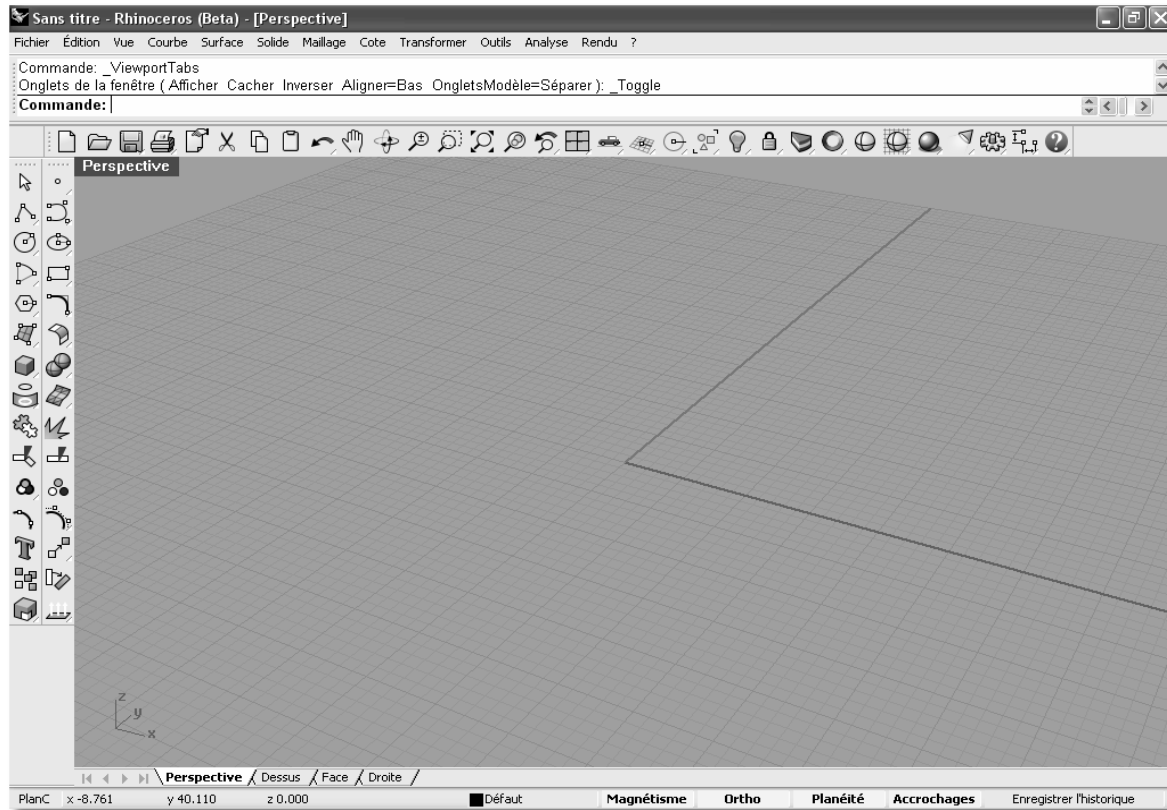 Sans titre - Rhinoceros (Beta) - [Perspective]
Fichier Édition Vue Courbe Surface Solide Maillage Cote Transformer Outils Analyse Rendu ?
Commande: _ViewportTabs
Onglets de la fenêtre ( Afficher Cacher Inverser Aligner=Bas OngletsModèle=Séparer ): _Toggle
Commande:
Perspective
z
y
x
Perspective Dessus Face Droite
PlanC x -8.761 y 40.110 z 0.000 Défaut Magnétisme Ortho Planéité Accrochages Enregistrer l'historique